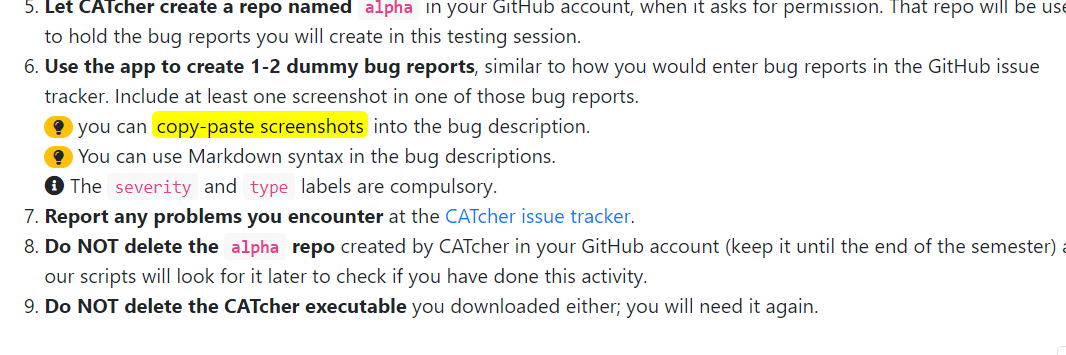 5. Let CATcher create a repo named alpha in your GitHub account, when it asks for permission. That repo will be use
to hold the bug reports you will create in this testing session.
6. Use the app to create 1-2 dummy bug reports, similar to how you would enter bug reports in the GitHub issue
tracker. Include at least one screenshot in one of those bug reports.
you can copy-paste screenshots into the bug description.
You can use Markdown syntax in the bug descriptions.
The severity and type labels are compulsory.
7. Report any problems you encounter at the CATcher issue tracker.
8. Do NOT delete the alpha repo created by CATcher in your GitHub account (keep it until the end of the semester)
our scripts will look for it later to check if you have done this activity.
9. Do NOT delete the CATcher executable you downloaded either; you will need it again.